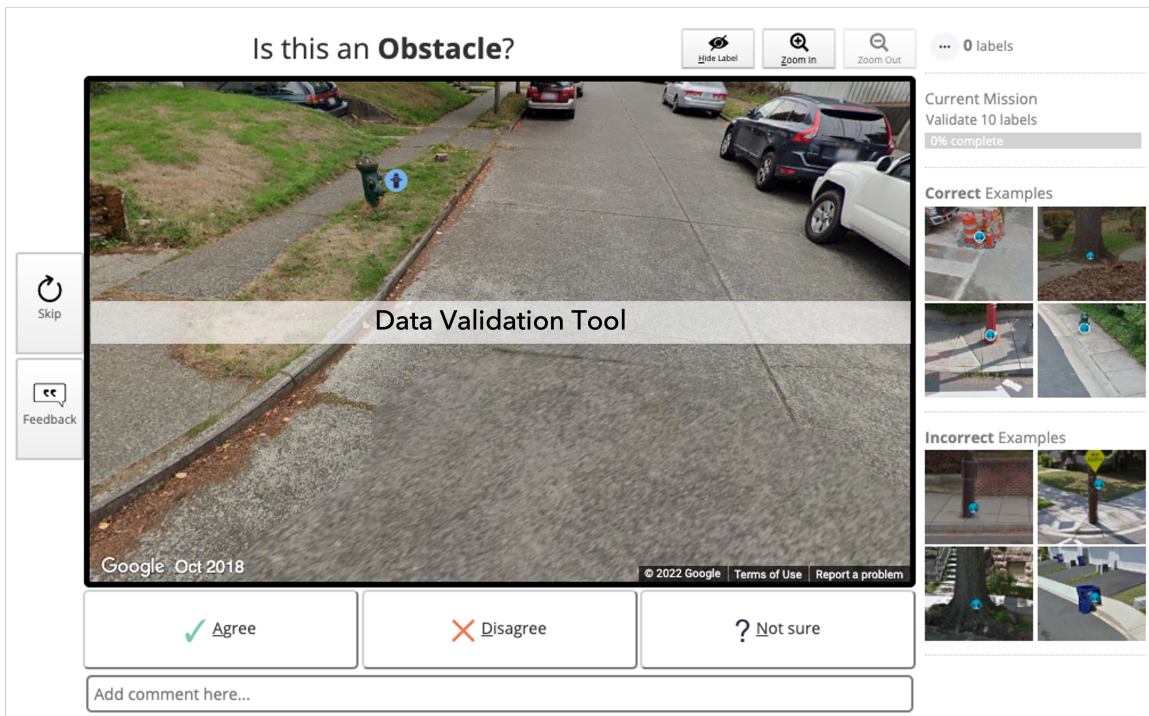 Is this an Obstacle?
Hide Label
Zoom In
Zoom Out
... 0 labels
Current Mission
Validate 10 labels
0% complete
Correct Examples
Skip
Feedback
Data Validation Tool
Incorrect Examples
Google Oct 2018
© 2022 Google Terms of Use Report a problem
Agree
Disagree
? Not sure
Add comment here...